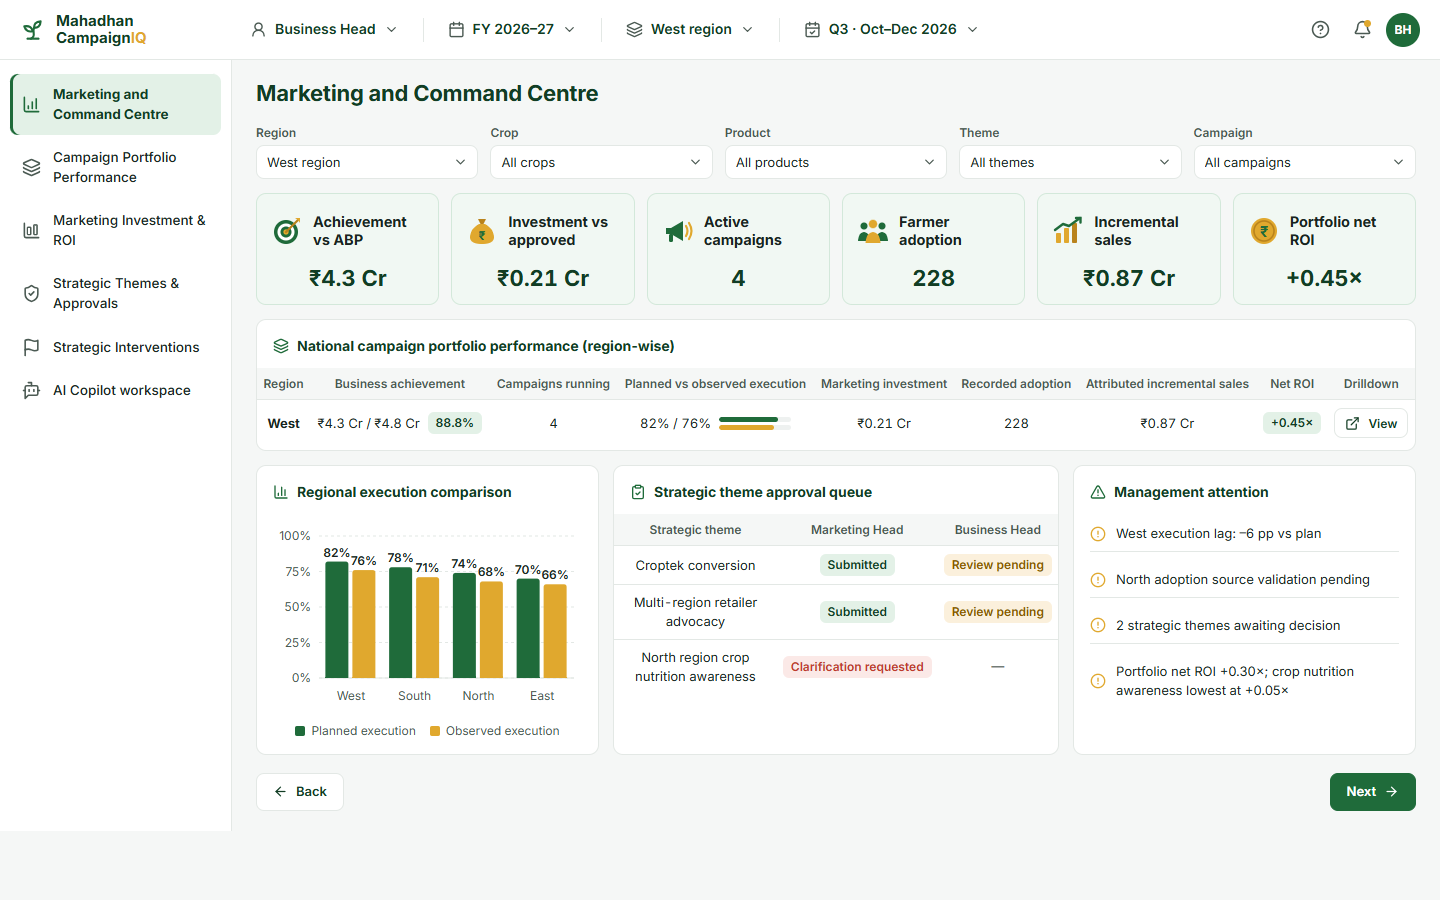 Mahadhan
CampaignIQ
Business Head
FY 2026–27
West region
Q3 · Oct–Dec 2026
BH
Marketing and
Command Centre
Campaign Portfolio
Performance
Marketing Investment &
ROI
Strategic Themes &
Approvals
Strategic Interventions
AI Copilot workspace
Marketing and Command Centre
Region
Crop
Product
Theme
Campaign
West region
All crops
All products
All themes
All campaigns
Achievement
vs ABP
₹4.3 Cr
Investment vs
approved
₹0.21 Cr
Active
campaigns
4
Farmer
adoption
228
Incremental
sales
₹0.87 Cr
Portfolio net
ROI
+0.45×
National campaign portfolio performance (region-wise)
Region Business achievement Campaigns running Planned vs observed execution Marketing investment Recorded adoption Attributed incremental sales Net ROI Drilldown
West ₹4.3 Cr / ₹4.8 Cr 88.8% 4 82% / 76% ₹0.21 Cr 228 ₹0.87 Cr +0.45× View
Regional execution comparison
100%
75%
50%
25%
0%
82% 76% 78% 71% 74% 68% 70% 66%
West South North East
Planned execution Observed execution
Strategic theme approval queue
Strategic theme Marketing Head Business Head
Croptek conversion Submitted Review pending
Multi-region retailer
advocacy
Submitted Review pending
North region crop
nutrition awareness
Clarification requested —
Management attention
West execution lag: −6 pp vs plan
North adoption source validation pending
2 strategic themes awaiting decision
Portfolio net ROI +0.30×; crop nutrition
awareness lowest at +0.05×
Back
Next